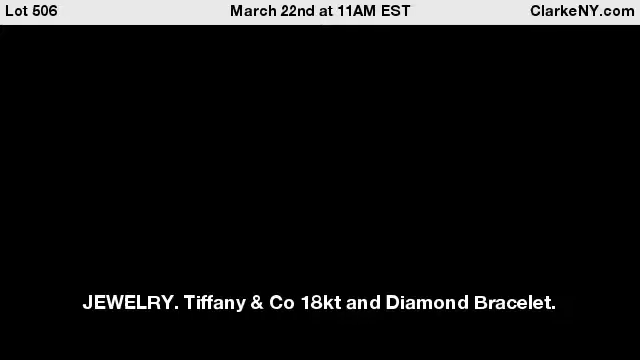 Lot 506 March 22nd at 11AM EST ClarkeNY.com
JEWELRY. Tiffany & Co 18kt and Diamond Bracelet.